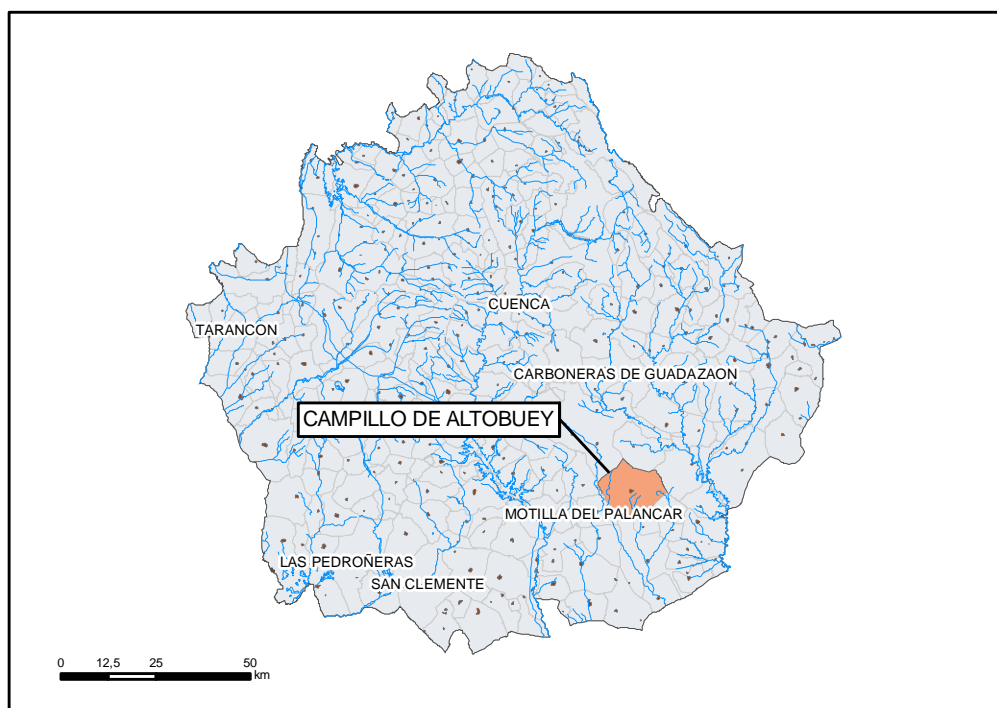 CUENCA
TARANCON
CARBONERAS DE GUADAZAON
CAMPILLO DE ALTOBUEY
MOTILLA DEL PALANCAR
LAS PEDROÑERAS
SAN CLEMENTE
0 12,5 25 50
km